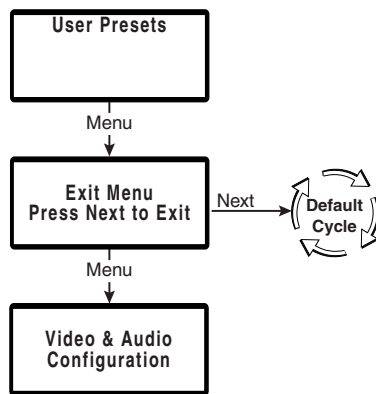 User Presets
Menu
Exit Menu
Press Next to Exit
Next
Default
Cycle
Menu
Video & Audio
Configuration